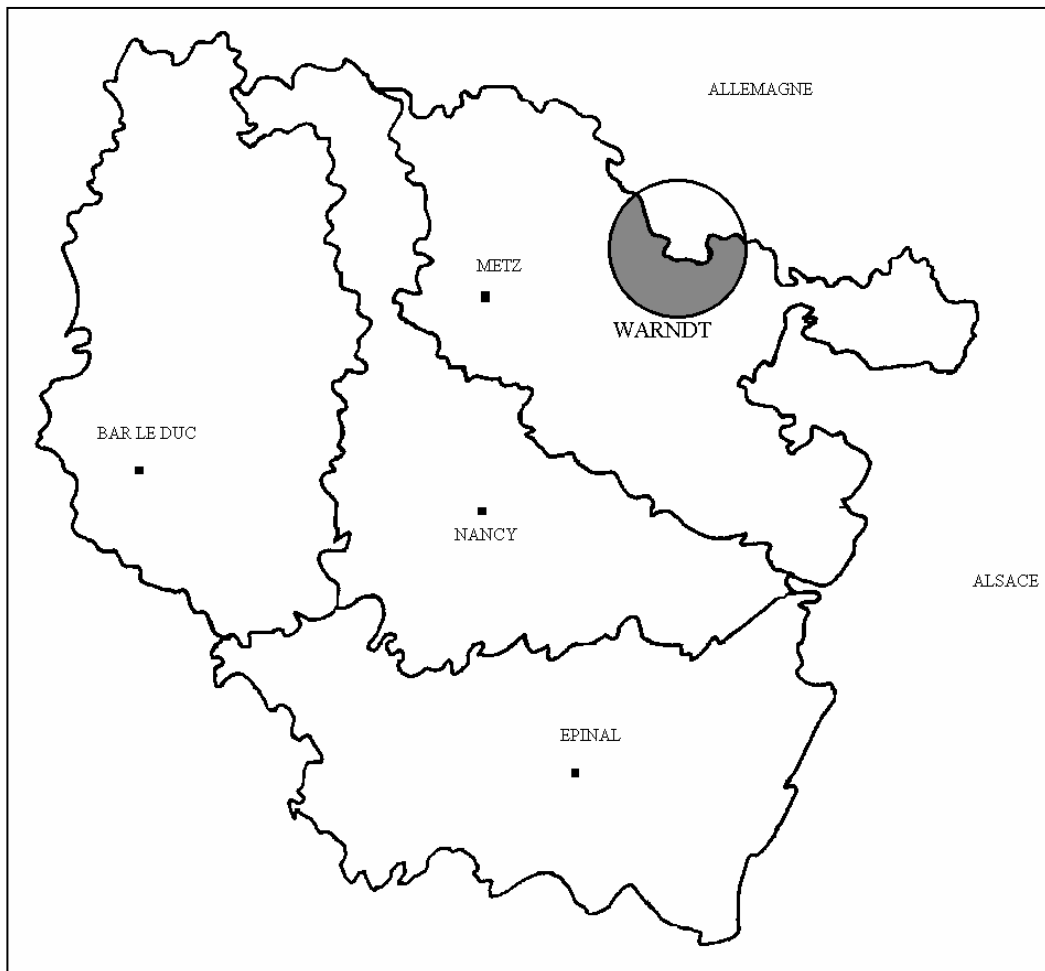 ALLEMAGNE
METZ
WARNDT
BAR LE DUC
NANCY
ALSACE
EPINAL